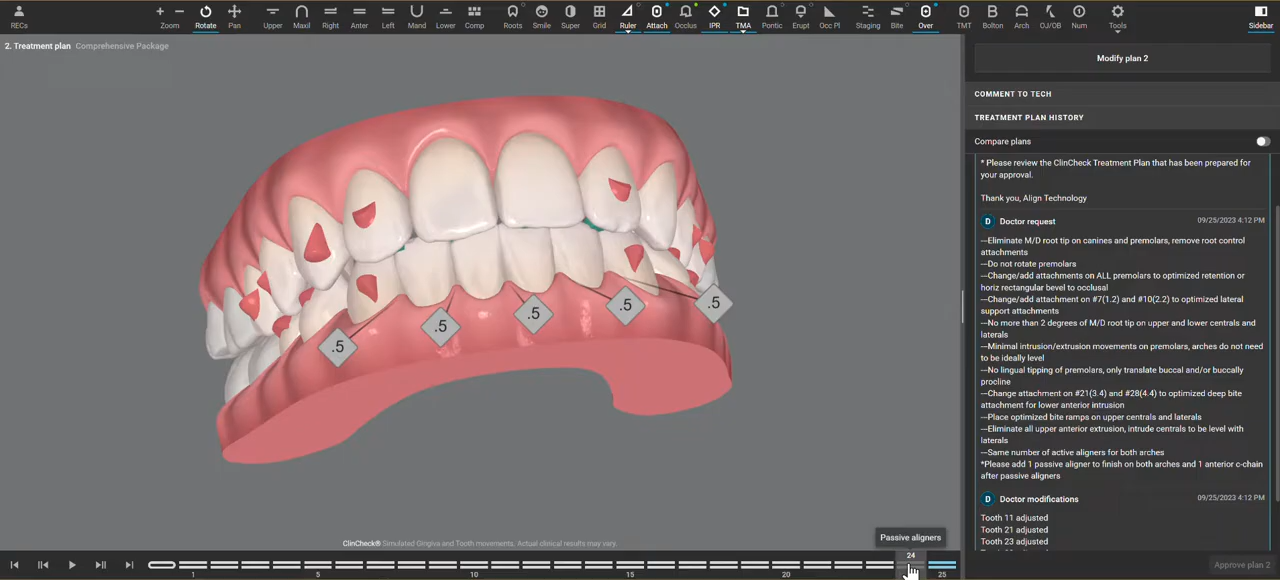 RECs
Zoom
Rotate
Pan
Upper
Maxil
Right
Anter
Left
Mand
Lower
Comp
Roots
Smile
Super
Grid
Ruler
Attach
Occlus
IPR
TMA
Pontic
Erupt
Occ Pl
Staging
Bite
Over
TMT
Bolton
Arch
OJ/OB
Num
Tools
Sidebar
2. Treatment plan Comprehensive Package
Modify plan 2
COMMENT TO TECH
TREATMENT PLAN HISTORY
Compare plans
* Please review the ClinCheck Treatment Plan that has been prepared for
your approval.
Thank you, Align Technology
D Doctor request 09/25/2023 4:12 PM
---Eliminate M/D root tip on canines and premolars, remove root control
attachments
---Do not rotate premolars
---Change/add attachments on ALL premolars to optimized retention or
horiz rectangular bevel to occlusal
---Change/add attachment on #7(1.2) and #10(2.2) to optimized lateral
support attachments
---No more than 2 degrees of M/D root tip on upper and lower centrals and
laterals
---Minimal intrusion/extrusion movements on premolars, arches do not need
to be ideally level
---No lingual tipping of premolars, only translate buccal and/or buccally
procline
---Change attachment on #21(3.4) and #28(4.4) to optimized deep bite
attachment for lower anterior intrusion
---Place optimized bite ramps on upper centrals and laterals
---Eliminate all upper anterior extrusion, intrude centrals to be level with
laterals
---Same number of active aligners for both arches
*Please add 1 passive aligner to finish on both arches and 1 anterior c-chain
after passive aligners
D Doctor modifications 09/25/2023 4:12 PM
Tooth 11 adjusted
Tooth 21 adjusted
Tooth 23 adjusted
.5
.5
.5
.5
.5
ClinCheck® Simulated Gingiva and Tooth movements. Actual clinical results may vary.
Passive aligners
24
1
5
10
15
20
25
Approve plan 2